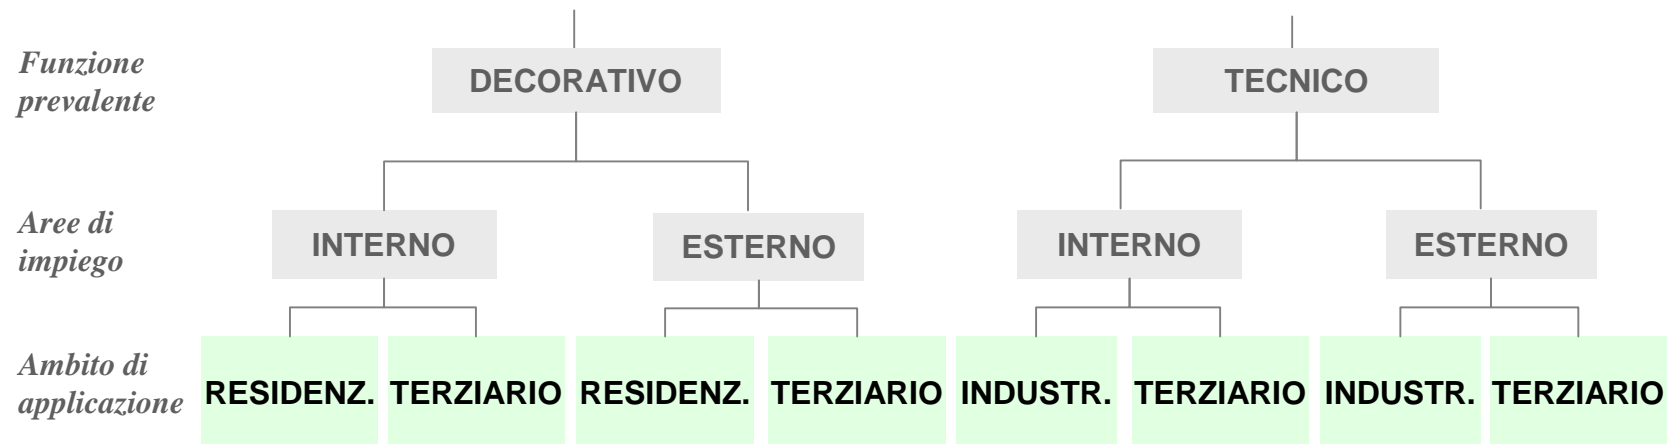 Funzione
prevalente
DECORATIVO
TECNICO
Aree di
impiego
INTERNO
ESTERNO
INTERNO
ESTERNO
Ambito di
applicazione
RESIDENZ.
TERZIARIO
RESIDENZ.
TERZIARIO
INDUSTR.
TERZIARIO
INDUSTR.
TERZIARIO